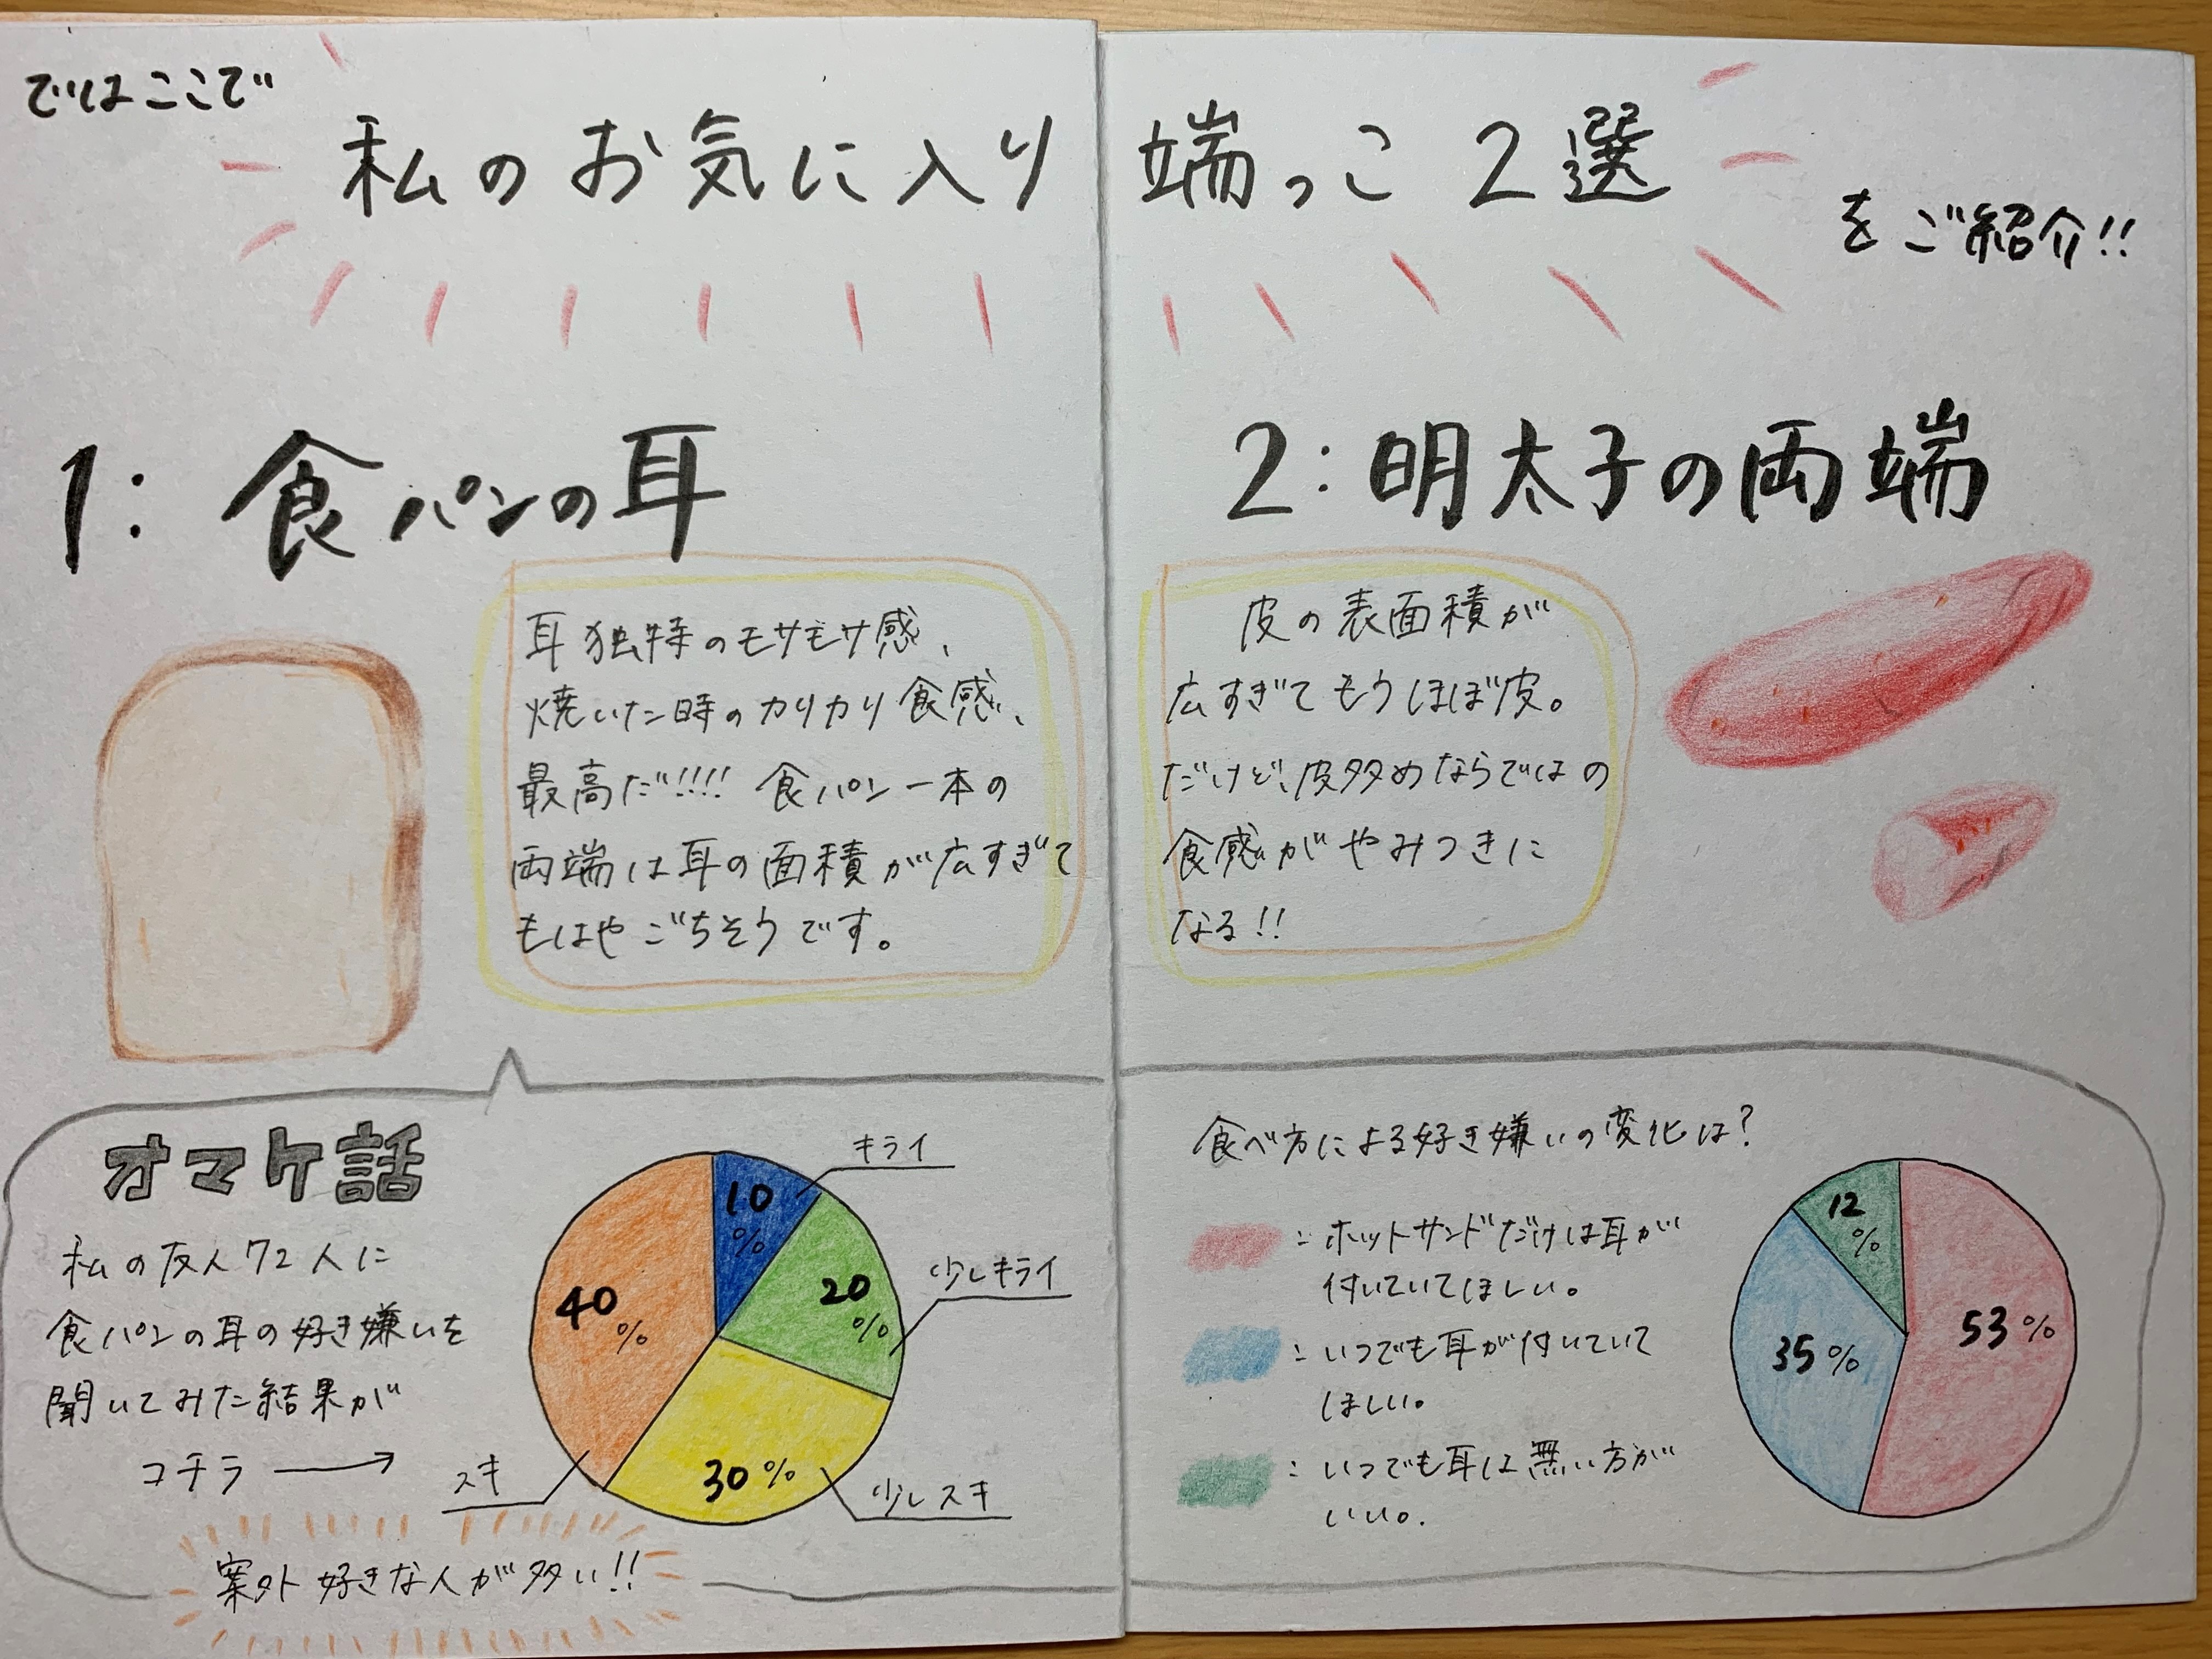 ではここで
私のお気に入り 端っこ 2選
をご紹介!!
1: 食パンの耳
耳独特のモサモサ感、
焼いた時のカリカリ食感、
最高だ!!!! 食パン一本の
両端は耳の面積が広すぎて
もはやごちそうです。
2: 明太子の両端
皮の表面積が
広すぎてもうほぼ皮。
だけど、皮多めならではの
食感がやみつきに
なる!!
オマケ話
私の友人72人に
食パンの耳の好き嫌いを
聞いてみた結果が
コチラ→
キライ
10%
少しキライ
20%
40%
30%
スキ
少しスキ
案外好きな人が多い!!
食べ方による好き嫌いの変化は?
:ホットサンドだけは耳が
付いていてほしい。
:いつでも耳が付いていて
ほしい。
:いつでも耳は無い方が
いい。
12%
53%
35%